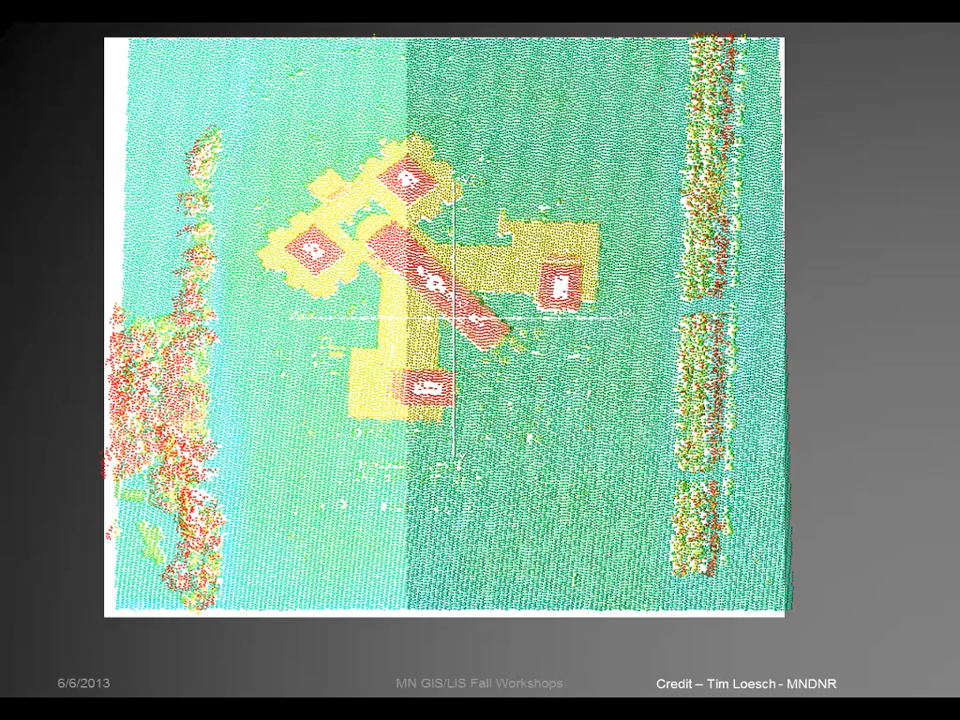 6/6/2013
MN GIS/LIS Fall Workshops
Credit – Tim Loesch - MNDNR